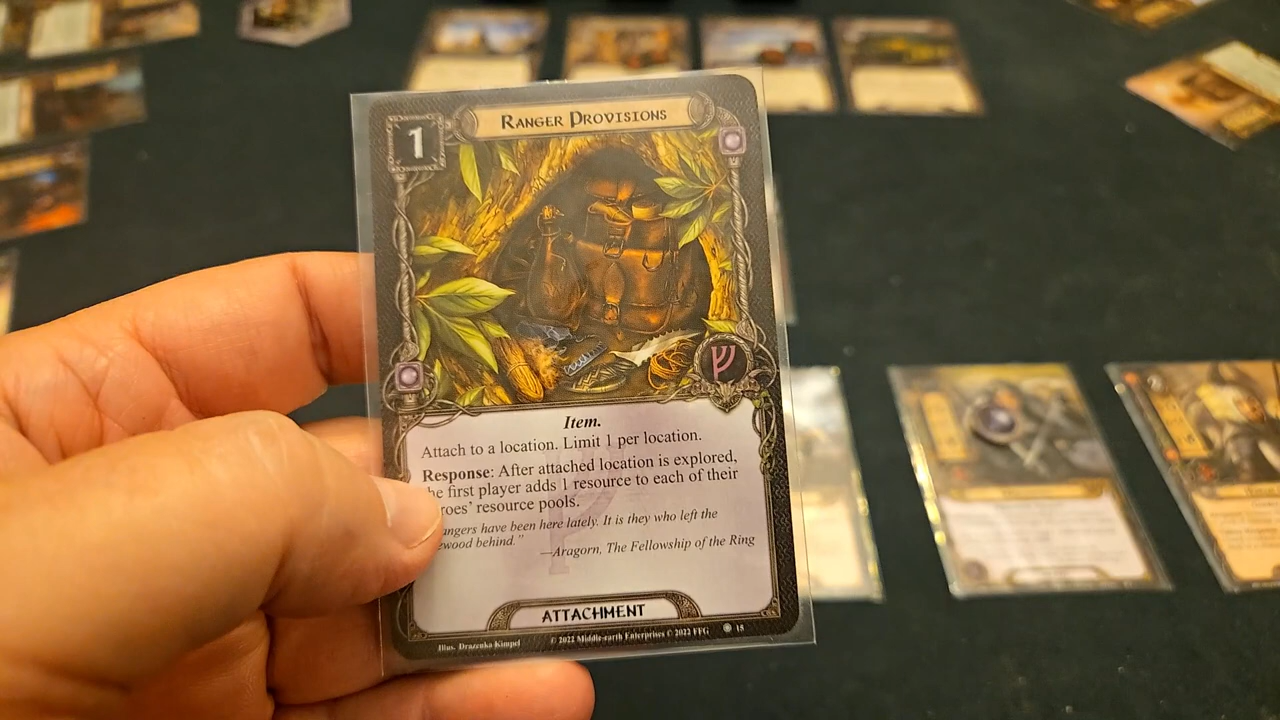 1
RANGER PROVISIONS
Item.
Attach to a location. Limit 1 per location.
Response: After attached location is explored,
he first player adds 1 resource to each of their
roes' resource pools.
angers have been here lately. It is they who left the
ewood behind."
—Aragorn, The Fellowship of the Ring
ATTACHMENT
Illus. Drazenka Kimpel © 2022 Middle-earth Enterprises © 2022 FFG 15